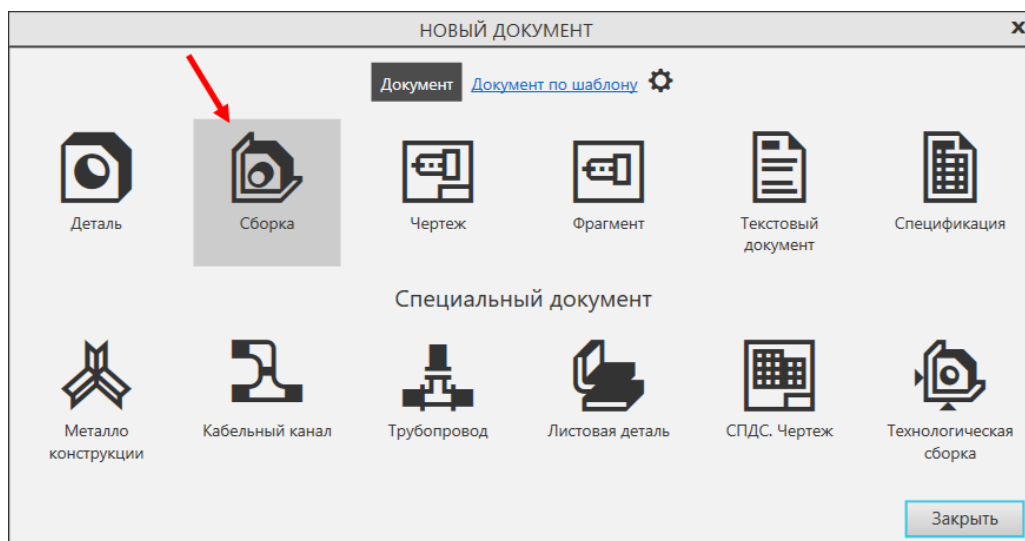 НОВЫЙ ДОКУМЕНТ x
Документ Документ по шаблону
Деталь Сборка Чертеж Фрагмент Текстовый документ Спецификация
Специальный документ
Металло конструкции Кабельный канал Трубопровод Листовая деталь СПДС. Чертеж Технологическая сборка
Закрыть